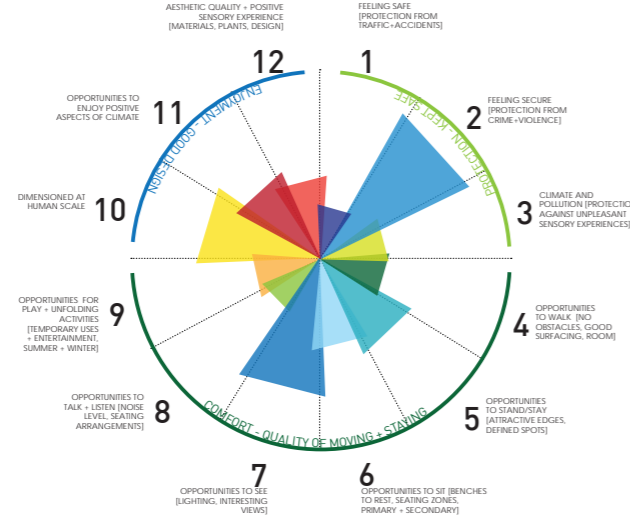 AESTHETIC QUALITY + POSITIVE
SENSORY EXPERIENCE
[MATERIALS, PLANTS, DESIGN]
12
FEELING SAFE
[PROTECTION FROM
TRAFFIC+ACCIDENTS]
1
FEELING SECURE
[PROTECTION FROM
CRIME+VIOLENCE]
2
CLIMATE AND
POLLUTION [PROTECTIO
AGAINST UNPLEASANT
SENSORY EXPERIENCES]
3
OPPORTUNITIES
TO WALK [NO
OBSTACLES, GOOD
SURFACING, ROOM]
4
OPPORTUNITIES
TO STAND/STAY
[ATTRACTIVE EDGES,
DEFINED SPOTS]
5
6
OPPORTUNITIES TO SIT [BENCHES
TO REST, SEATING ZONES,
PRIMARY + SECONDARY]
7
OPPORTUNITIES TO SEE
[LIGHTING, INTERESTING
VIEWS]
OPPORTUNITIES TO
TALK + LISTEN [NOISE
LEVEL, SEATING
ARRANGEMENTS]
8
OPPORTUNITIES FOR
PLAY + UNFOLDING
ACTIVITIES
[TEMPORARY USES
+ ENTERTAINMENT,
SUMMER + WINTER]
9
DIMENSIONED AT
HUMAN SCALE
10
OPPORTUNITIES TO
ENJOY POSITIVE
ASPECTS OF CLIMATE
11
PROTECTION - KEPT SAFE
COMFORT - QUALITY OF MOVING + STAYING
ENJOYMENT - GOOD DESIGN